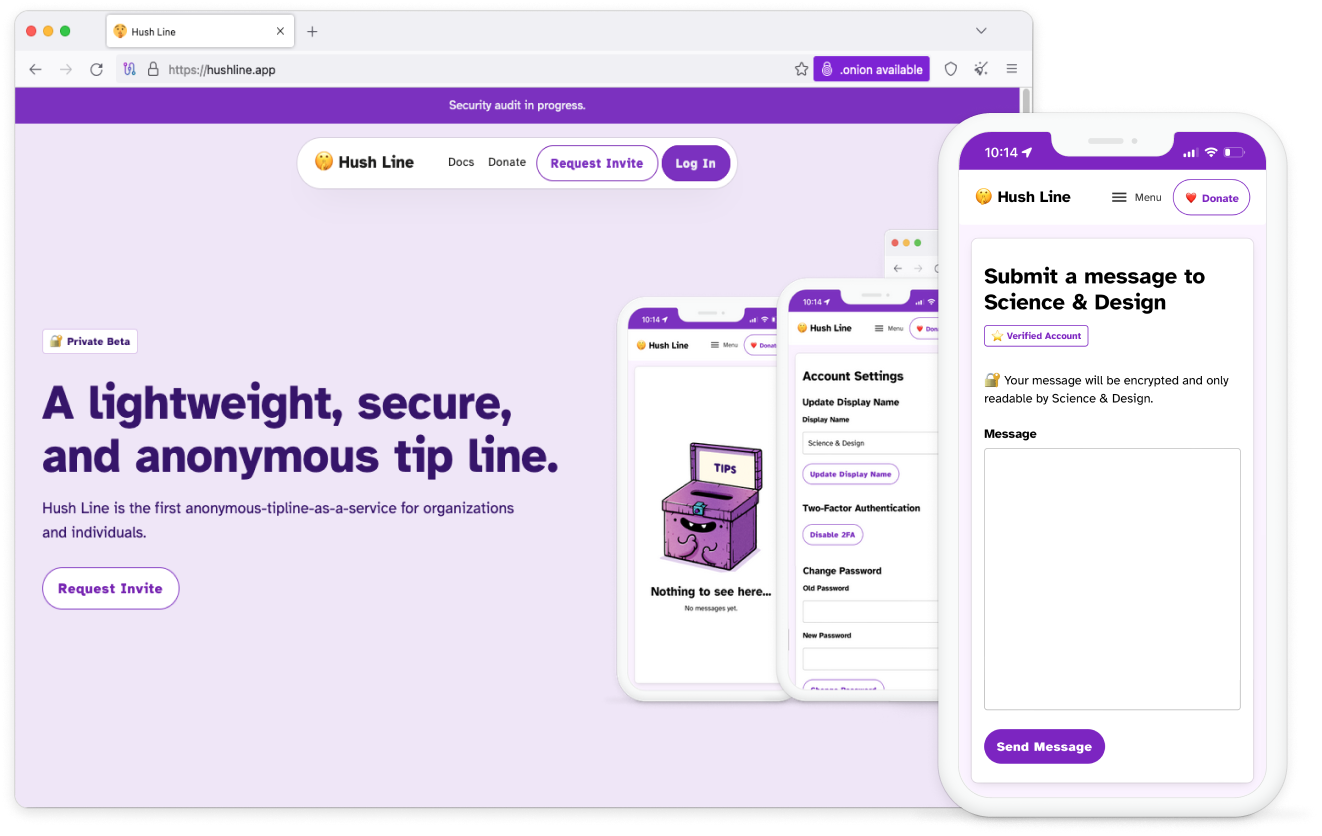 Hush Line
https://hushline.app
.onion available
Security audit in progress.
Hush Line
Docs
Donate
Request Invite
Log In
Private Beta
A lightweight, secure,
and anonymous tip line.
Hush Line is the first anonymous-tipline-as-a-service for organizations
and individuals.
Request Invite
10:14
Hush Line
Menu
Donat
TIPS
Nothing to see here...
No messages yet.
10:14
Hush Line
Menu
Don
Account Settings
Update Display Name
Display Name
Science & Design
Update Display Name
Two-Factor Authentication
Disable 2FA
Change Password
Old Password
New Password
Change Password
10:14
Hush Line
Menu
Donate
Submit a message to
Science & Design
Verified Account
Your message will be encrypted and only
readable by Science & Design.
Message
Send Message